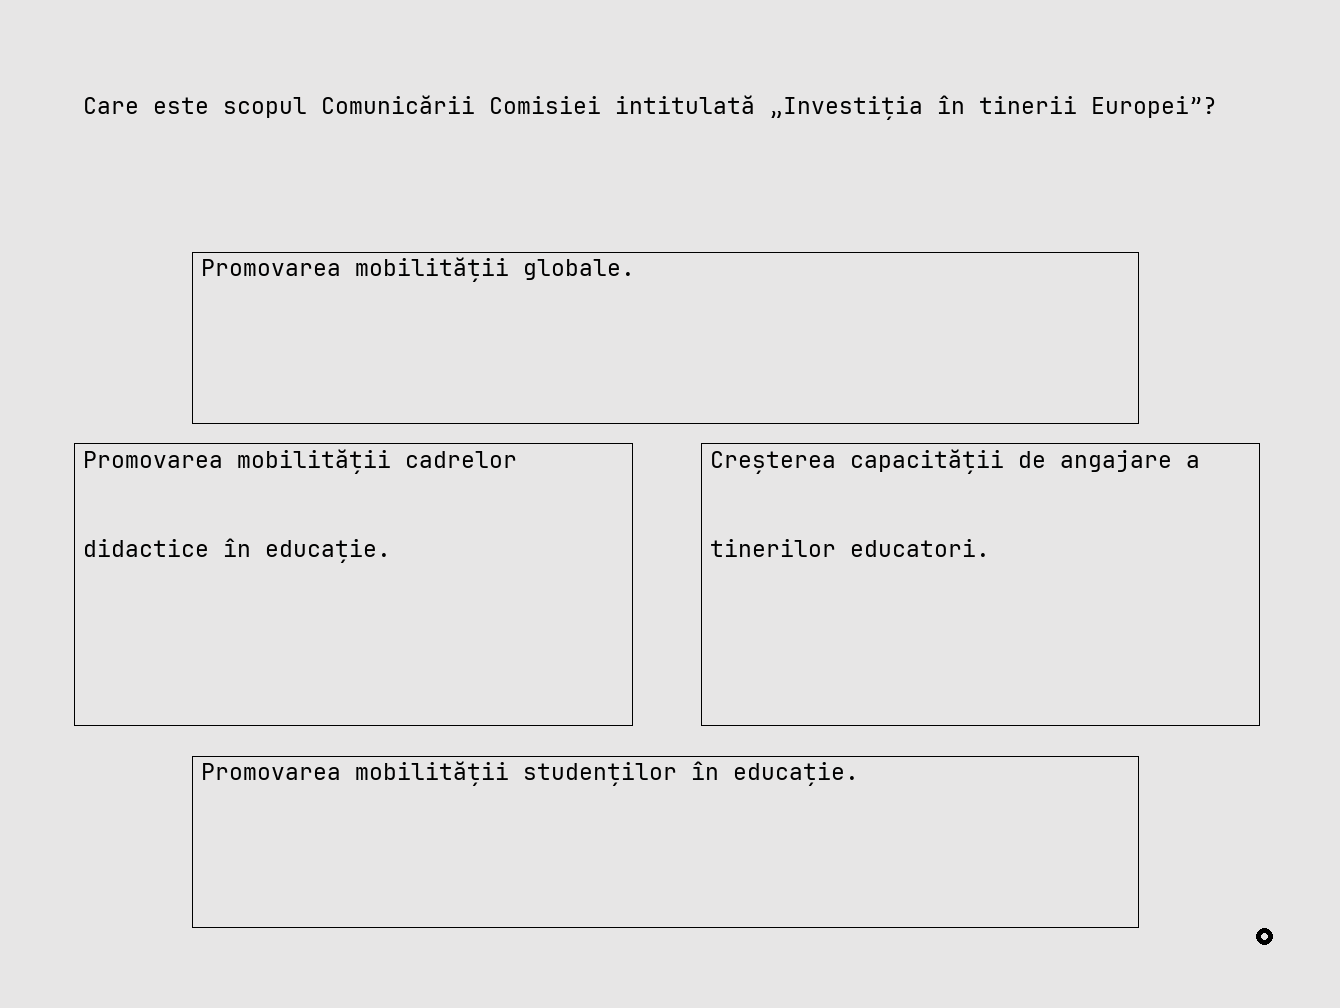 Care este scopul Comunicării Comisiei intitulată „Investiția în tinerii Europei”?
Promovarea mobilității globale.
Promovarea mobilității cadrelor
didactice în educație.
Creșterea capacității de angajare a
tinerilor educatori.
Promovarea mobilității studenților în educație.